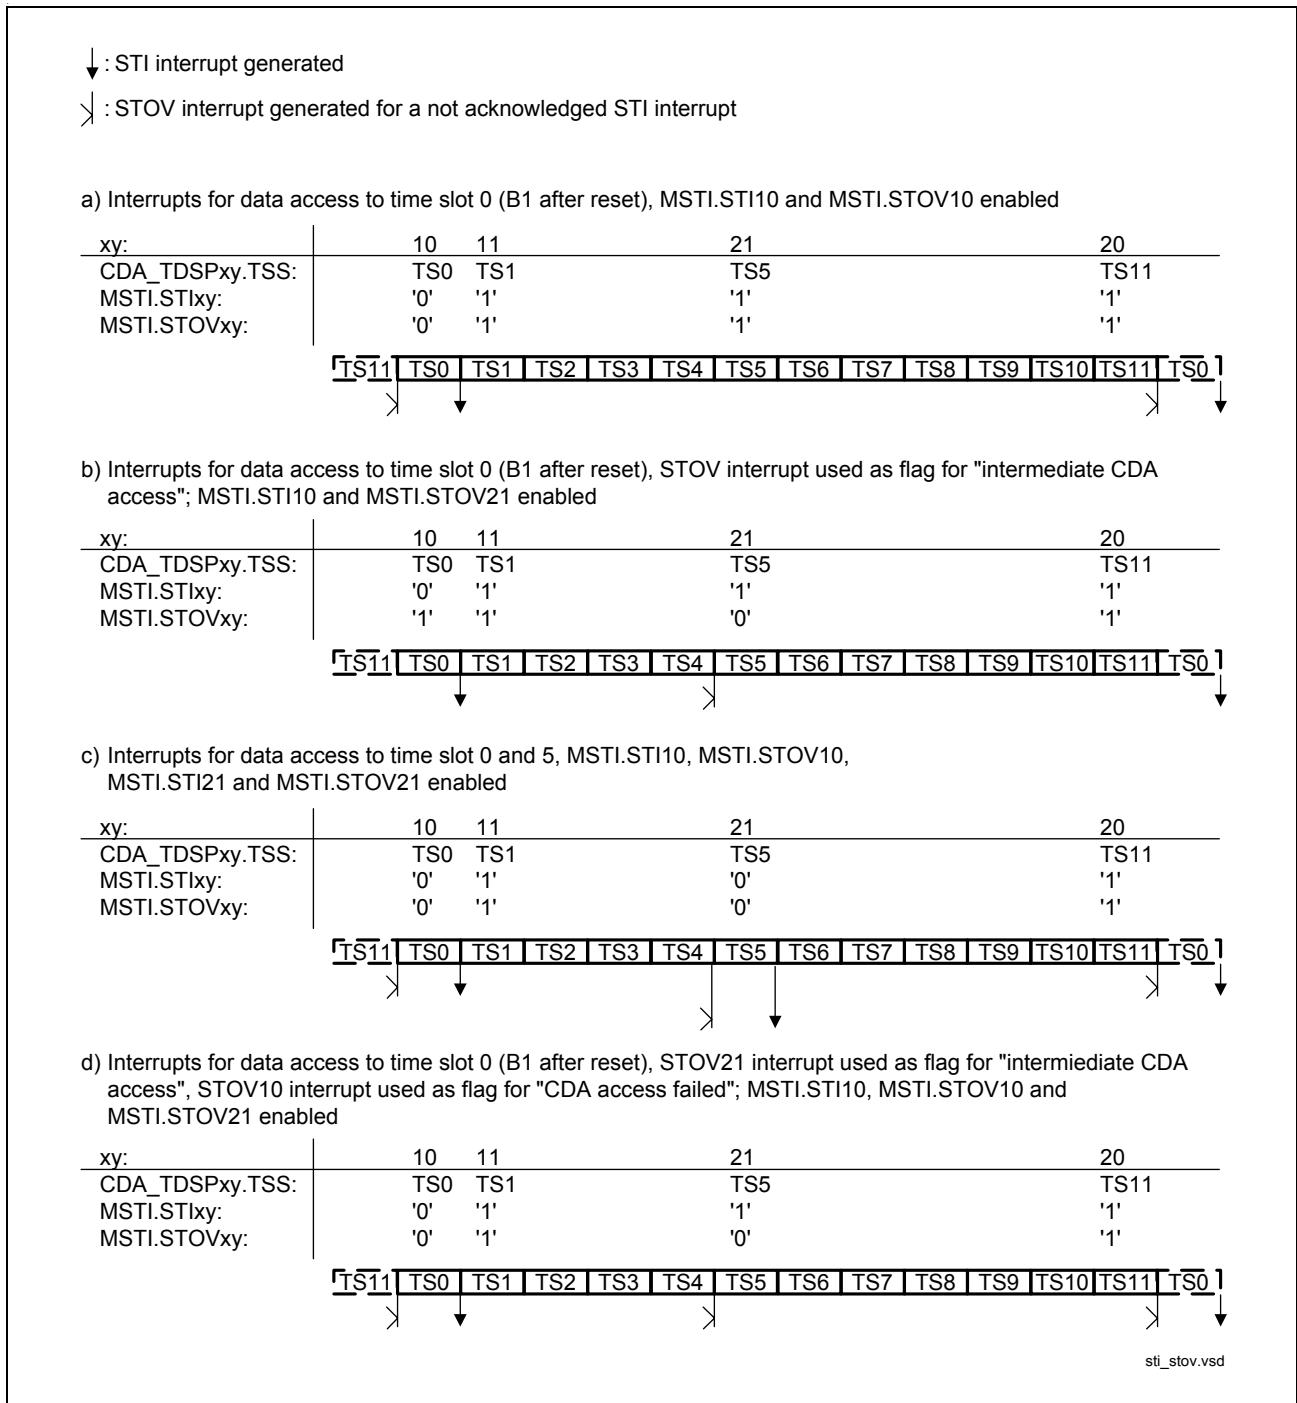 : STI interrupt generated
: STOV interrupt generated for a not acknowledged STI interrupt
a) Interrupts for data access to time slot 0 (B1 after reset), MSTI.STI10 and MSTI.STOV10 enabled
xy: 10 11 21 20
CDA_TDSPxy.TSS: TS0 TS1 TS5 TS11
MSTI.STIxy: '0' '1' '1' '1'
MSTI.STOVxy: '0' '1' '1' '1'
TS11 TS0 TS1 TS2 TS3 TS4 TS5 TS6 TS7 TS8 TS9 TS10 TS11 TS0
b) Interrupts for data access to time slot 0 (B1 after reset), STOV interrupt used as flag for "intermediate CDA
access"; MSTI.STI10 and MSTI.STOV21 enabled
xy: 10 11 21 20
CDA_TDSPxy.TSS: TS0 TS1 TS5 TS11
MSTI.STIxy: '0' '1' '1' '1'
MSTI.STOVxy: '1' '1' '0' '1'
TS11 TS0 TS1 TS2 TS3 TS4 TS5 TS6 TS7 TS8 TS9 TS10 TS11 TS0
c) Interrupts for data access to time slot 0 and 5, MSTI.STI10, MSTI.STOV10,
MSTI.STI21 and MSTI.STOV21 enabled
xy: 10 11 21 20
CDA_TDSPxy.TSS: TS0 TS1 TS5 TS11
MSTI.STIxy: '0' '1' '0' '1'
MSTI.STOVxy: '0' '1' '0' '1'
TS11 TS0 TS1 TS2 TS3 TS4 TS5 TS6 TS7 TS8 TS9 TS10 TS11 TS0
d) Interrupts for data access to time slot 0 (B1 after reset), STOV21 interrupt used as flag for "intermiediate CDA
access", STOV10 interrupt used as flag for "CDA access failed"; MSTI.STI10, MSTI.STOV10 and
MSTI.STOV21 enabled
xy: 10 11 21 20
CDA_TDSPxy.TSS: TS0 TS1 TS5 TS11
MSTI.STIxy: '0' '1' '1' '1'
MSTI.STOVxy: '0' '1' '0' '1'
TS11 TS0 TS1 TS2 TS3 TS4 TS5 TS6 TS7 TS8 TS9 TS10 TS11 TS0
sti_stov.vsd